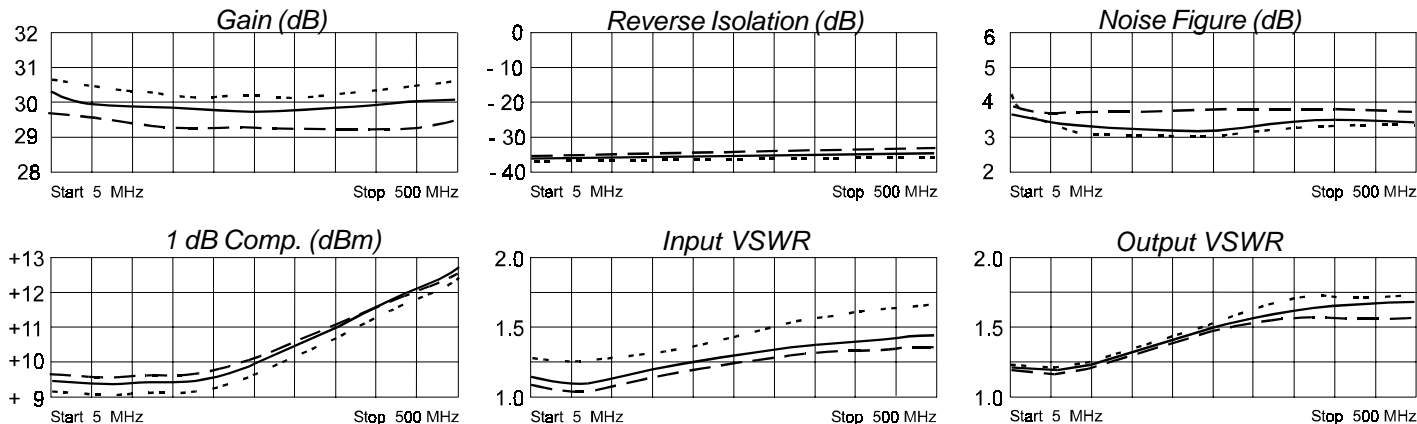 Gain (dB)
32
31
30
29
28
Start 5 MHz
Stop 500 MHz
Reverse Isolation (dB)
0
- 10
- 20
- 30
- 40
Start 5 MHz
Stop 500 MHz
Noise Figure (dB)
6
5
4
3
2
Start 5 MHz
Stop 500 MHz
1 dB Comp. (dBm)
+13
+12
+11
+10
+ 9
Start 5 MHz
Stop 500 MHz
Input VSWR
2.0
1.5
1.0
Start 5 MHz
Stop 500 MHz
Output VSWR
2.0
1.5
1.0
Start 5 MHz
Stop 500 MHz